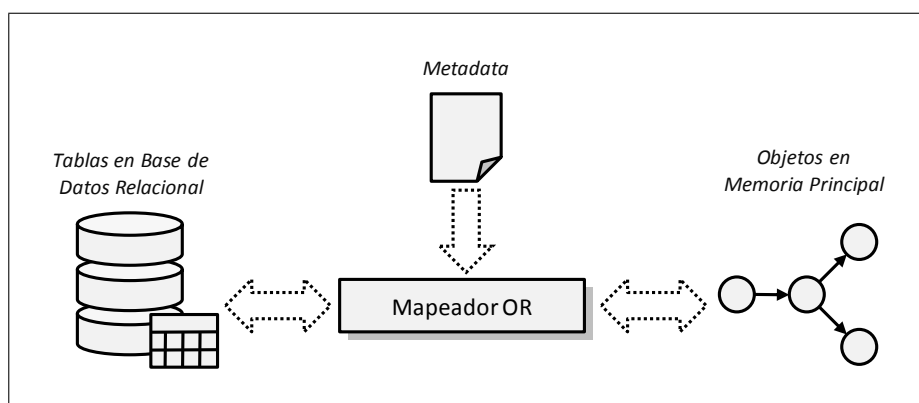 Metadata
Tablas en Base de
Datos Relacional
Objetos en
Memoria Principal
Mapeador OR